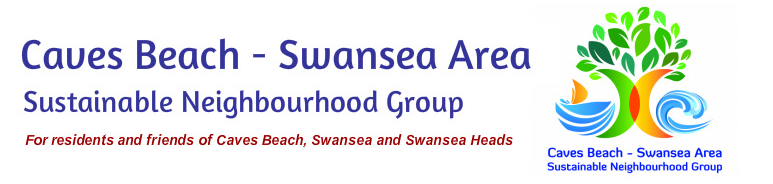 Caves Beach - Swansea Area
Sustainable Neighbourhood Group
For residents and friends of Caves Beach, Swansea and Swansea Heads
Caves Beach - Swansea Area
Sustainable Neighbourhood Group